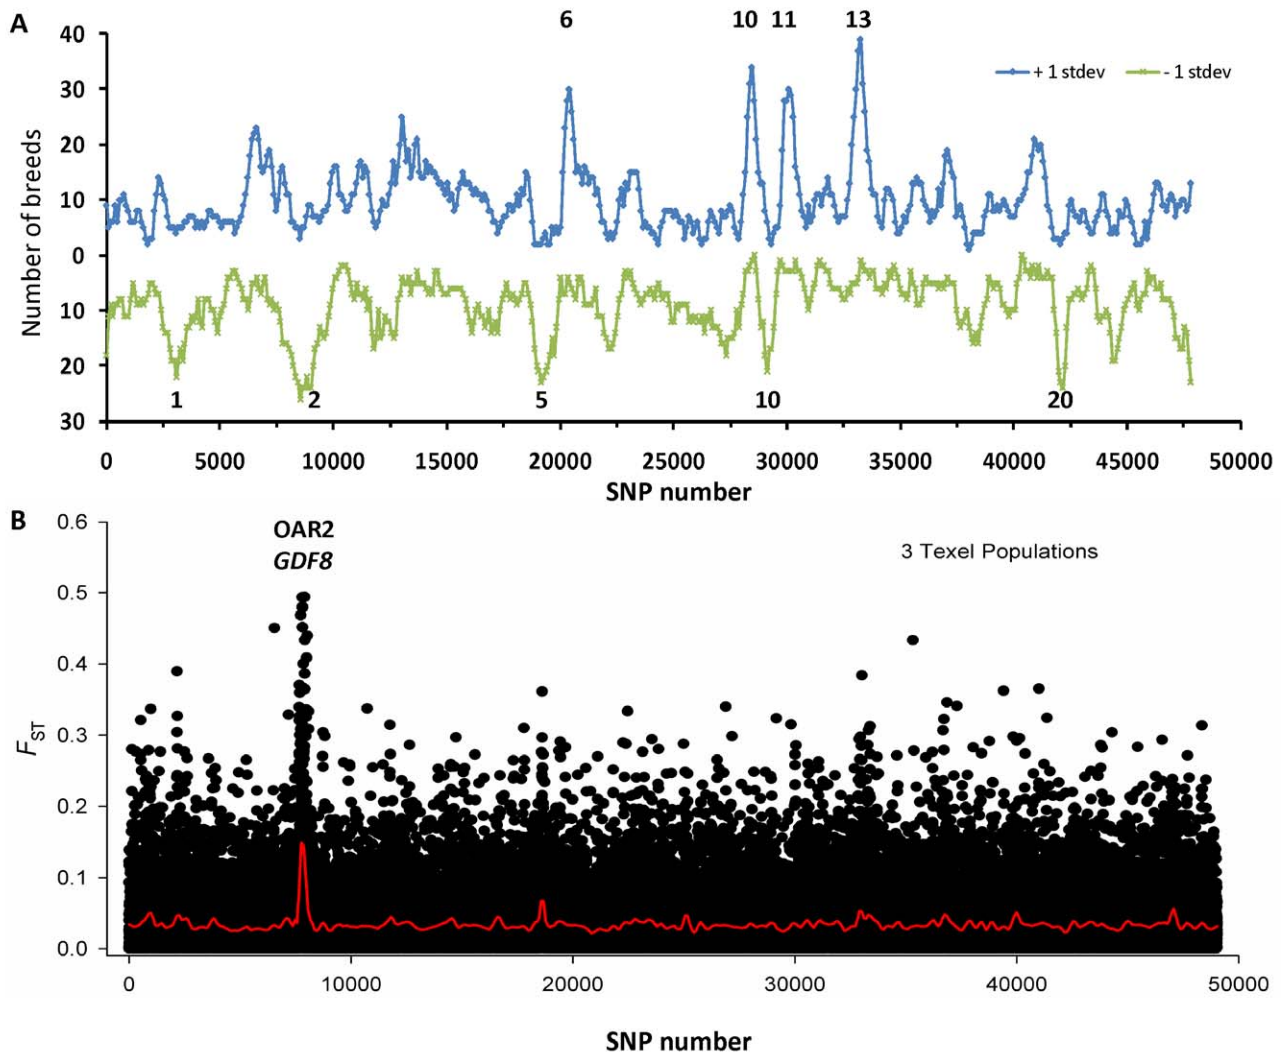 A
6 10 11 13
40
+ 1 stdev - 1 stdev
30
20
10
0
10
20
30
Number of breeds
1 2 5 10 20
0 5000 10000 15000 20000 25000 30000 35000 40000 45000 50000
SNP number
B
0.6
OAR2
GDF8
3 Texel Populations
0.5
0.4
0.3
0.2
0.1
0.0
FST
0 10000 20000 30000 40000 50000
SNP number